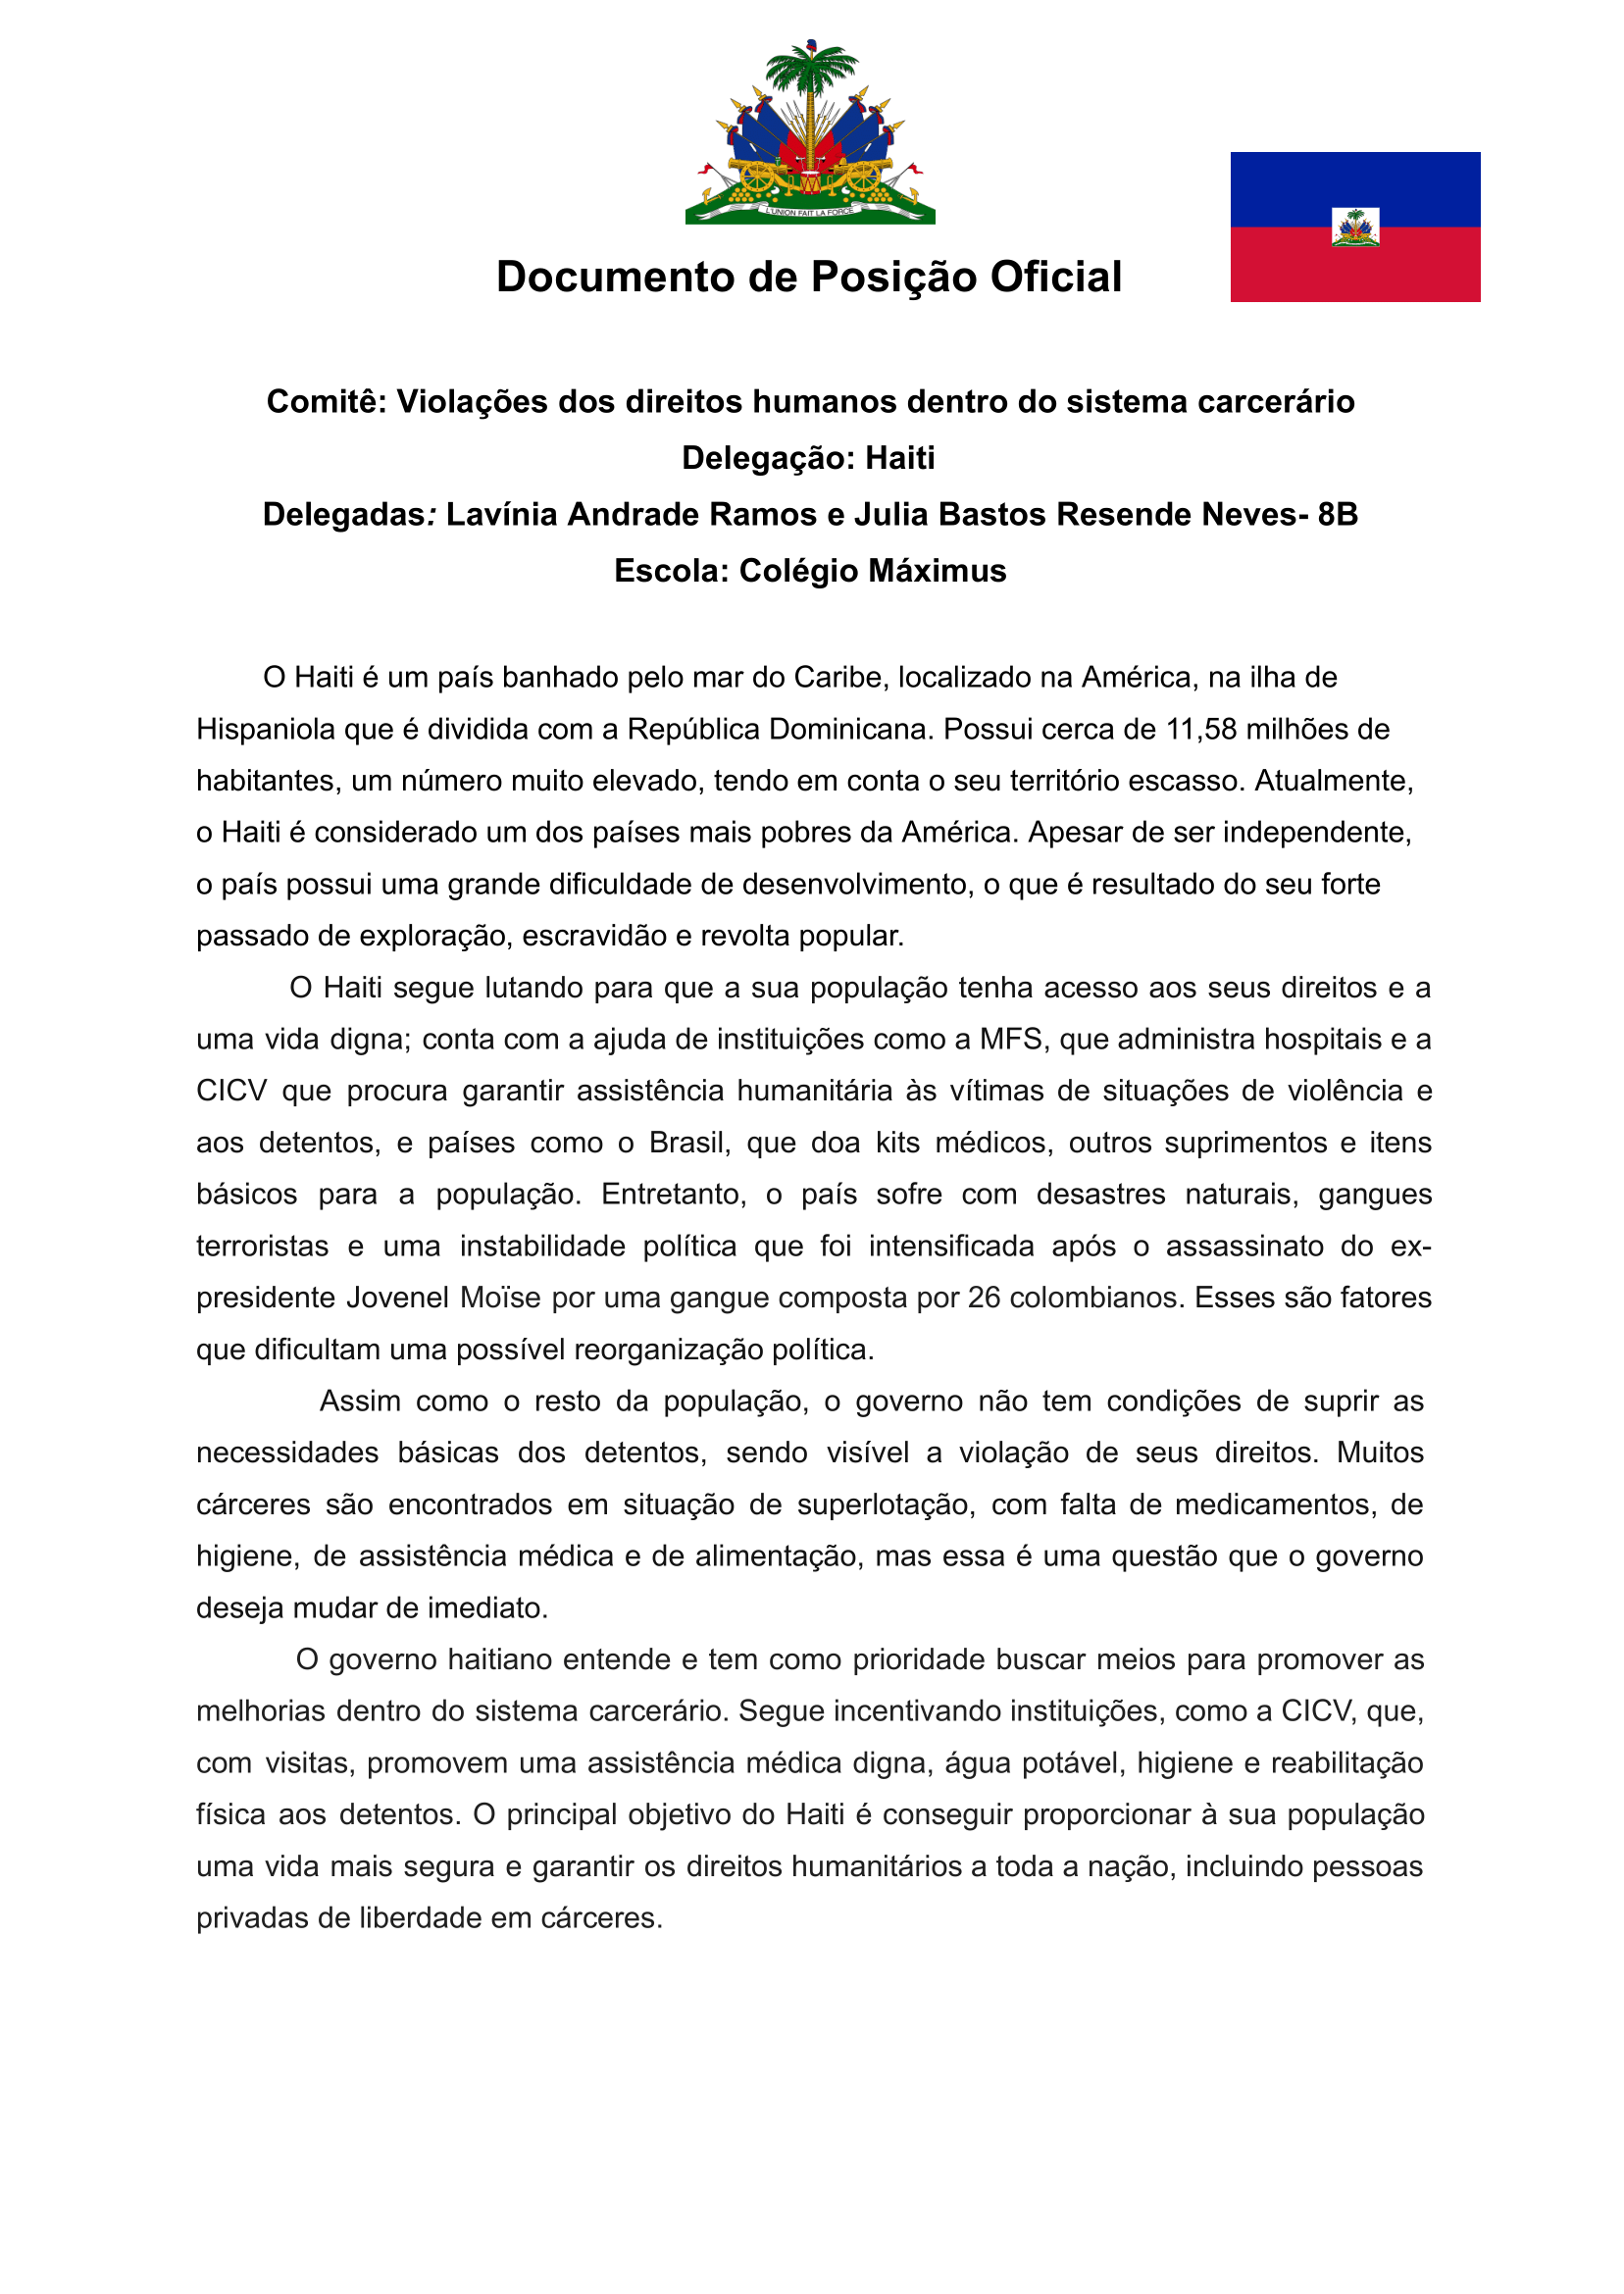 L'UNION FAIT LA FORCE
Documento de Posição Oficial
Comitê: Violações dos direitos humanos dentro do sistema carcerário
Delegação: Haiti
Delegadas: Lavínia Andrade Ramos e Julia Bastos Resende Neves- 8B
Escola: Colégio Máximus
O Haiti é um país banhado pelo mar do Caribe, localizado na América, na ilha de
Hispaniola que é dividida com a República Dominicana. Possui cerca de 11,58 milhões de
habitantes, um número muito elevado, tendo em conta o seu território escasso. Atualmente,
o Haiti é considerado um dos países mais pobres da América. Apesar de ser independente,
o país possui uma grande dificuldade de desenvolvimento, o que é resultado do seu forte
passado de exploração, escravidão e revolta popular.
O Haiti segue lutando para que a sua população tenha acesso aos seus direitos e a
uma vida digna; conta com a ajuda de instituições como a MFS, que administra hospitais e a
CICV que procura garantir assistência humanitária às vítimas de situações de violência e
aos detentos, e países como o Brasil, que doa kits médicos, outros suprimentos e itens
básicos para a população. Entretanto, o país sofre com desastres naturais, gangues
terroristas e uma instabilidade política que foi intensificada após o assassinato do ex-
presidente Jovenel Moïse por uma gangue composta por 26 colombianos. Esses são fatores
que dificultam uma possível reorganização política.
Assim como o resto da população, o governo não tem condições de suprir as
necessidades básicas dos detentos, sendo visível a violação de seus direitos. Muitos
cárceres são encontrados em situação de superlotação, com falta de medicamentos, de
higiene, de assistência médica e de alimentação, mas essa é uma questão que o governo
deseja mudar de imediato.
O governo haitiano entende e tem como prioridade buscar meios para promover as
melhorias dentro do sistema carcerário. Segue incentivando instituições, como a CICV, que,
com visitas, promovem uma assistência médica digna, água potável, higiene e reabilitação
física aos detentos. O principal objetivo do Haiti é conseguir proporcionar à sua população
uma vida mais segura e garantir os direitos humanitários a toda a nação, incluindo pessoas
privadas de liberdade em cárceres.